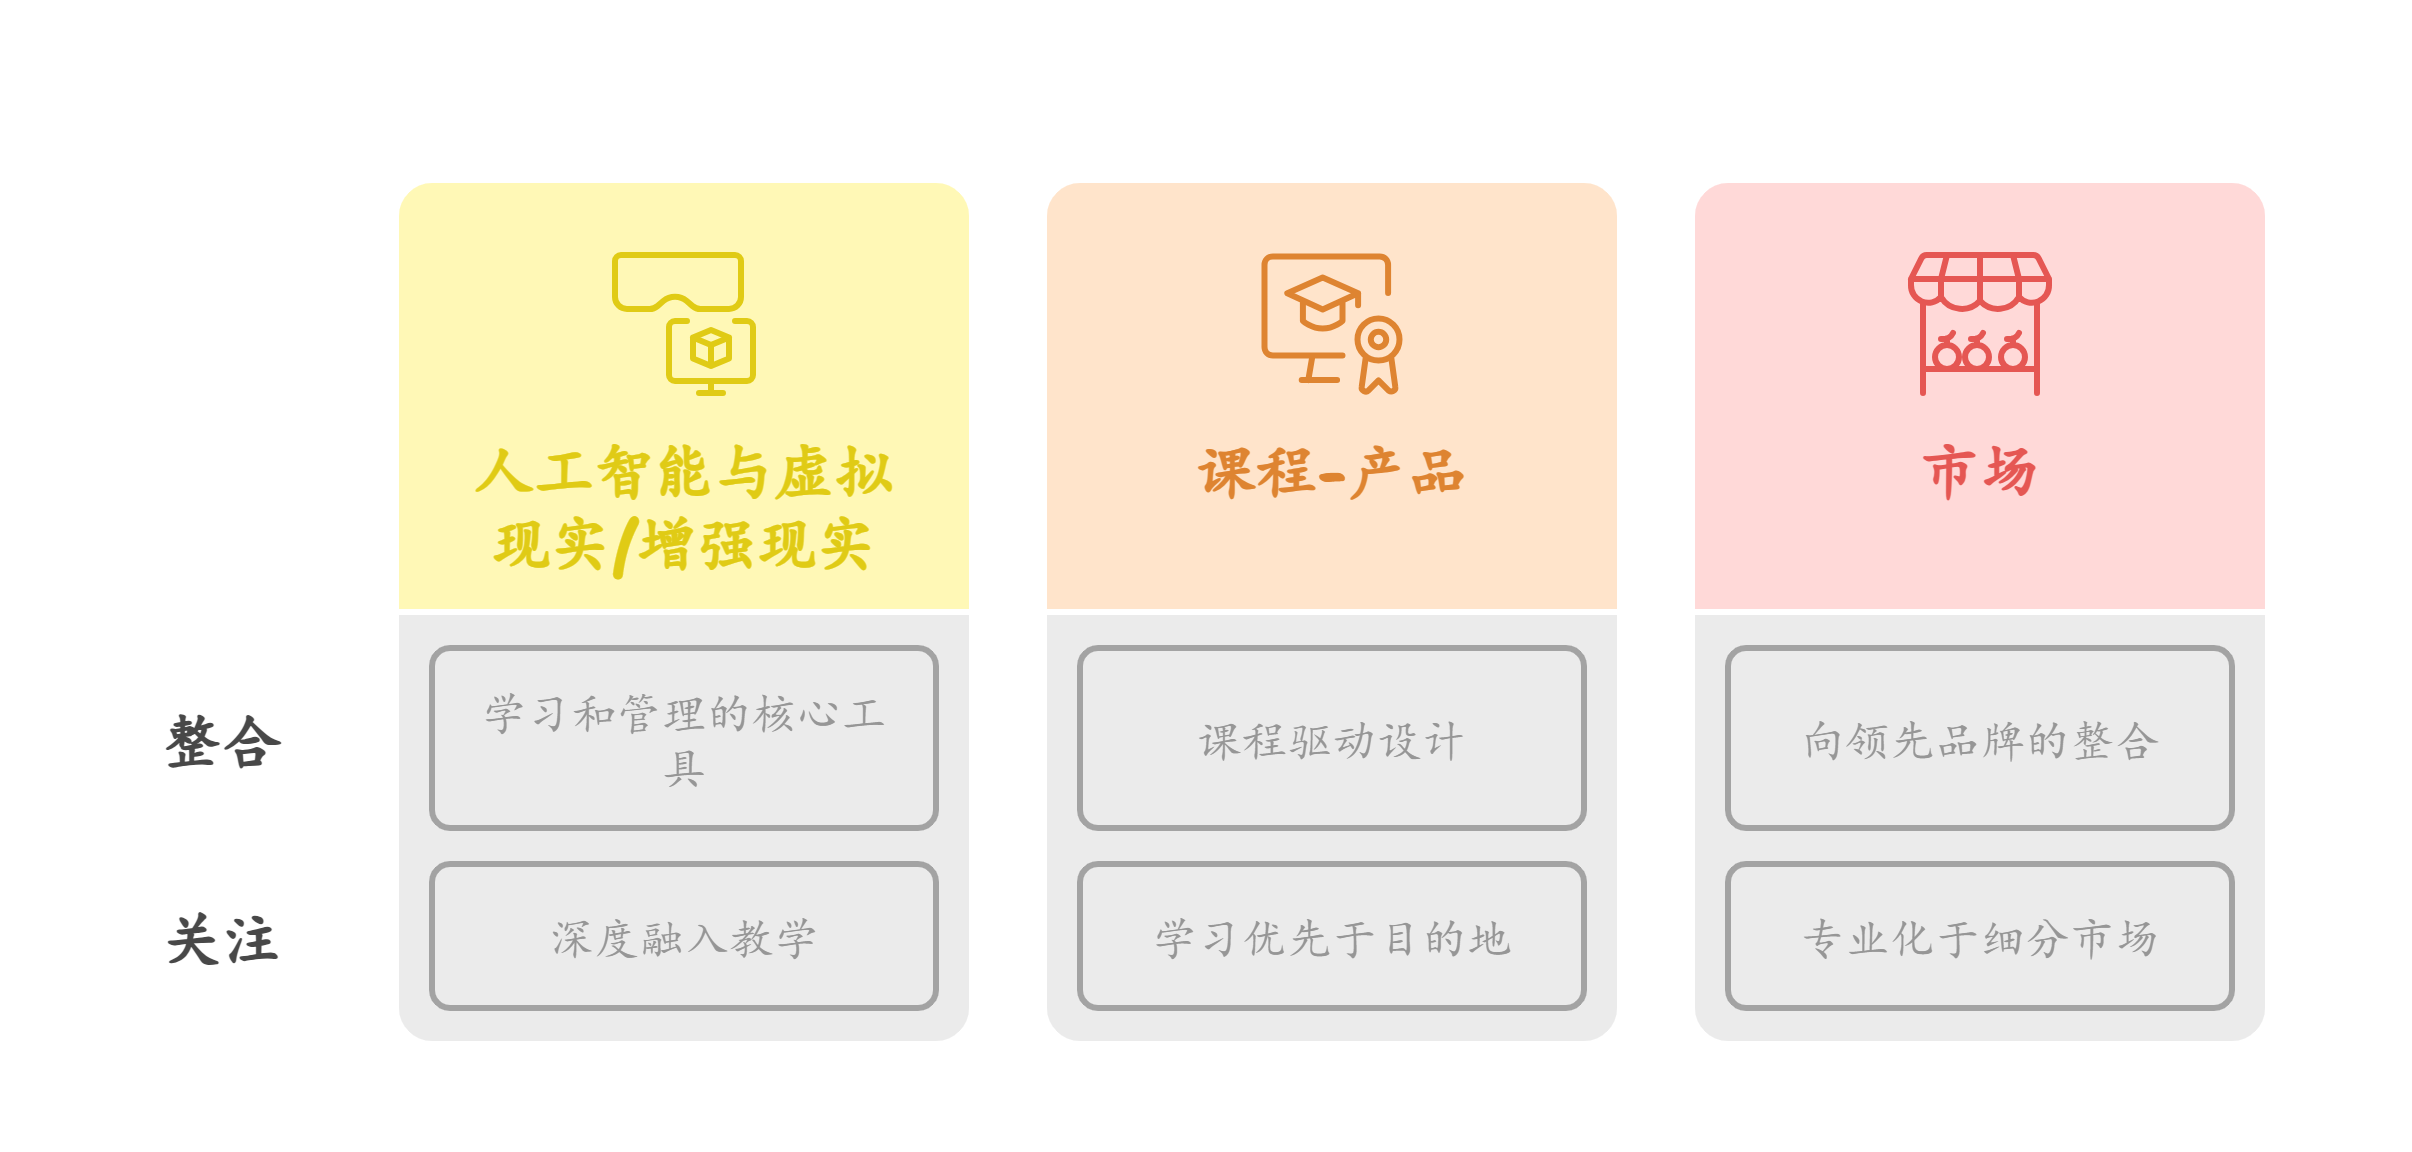 人工智能与虚拟
现实/增强现实
课程-产品
市场
整合
学习和管理的核心工
具
课程驱动设计
向领先品牌的整合
关注
深度融入教学
学习优先于目的地
专业化于细分市场